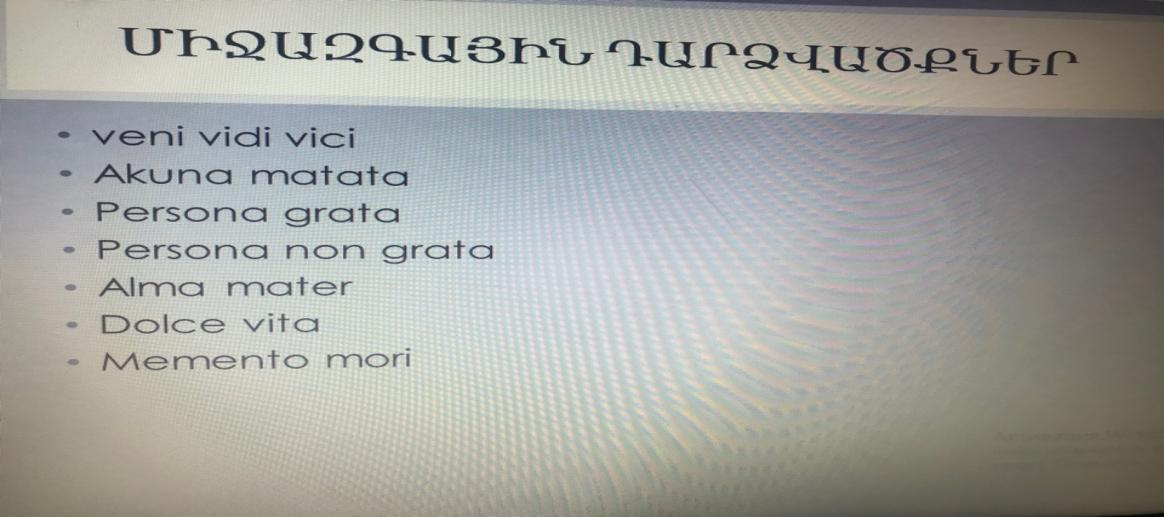 ՄԻՋԱԶԳԱՅԻՆ ԴԱՐՁՎԱԾՔՆԵՐ
• veni vidi vici
• Akuna matata
• Persona grata
• Persona non grata
• Alma mater
• Dolce vita
• Memento mori